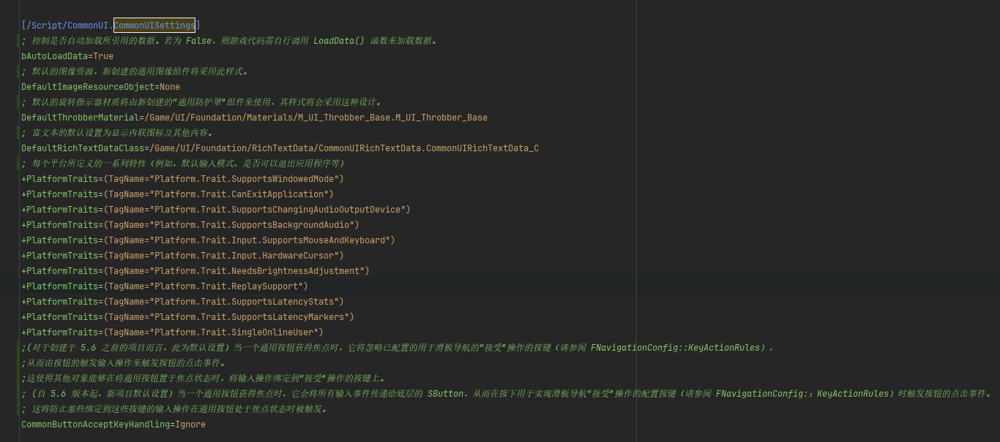 [/Script/CommonUI.CommonUISettings]
; 控制是否自动加载所引用的数据。若为 False，则游戏代码需自行调用 LoadData() 函数来加载数据。
bAutoLoadData=True
; 默认的图像资源，新创建的通用图像组件将采用此样式。
DefaultImageResourceObject=None
; 默认的旋转指示器材质将由新创建的“通用防护罩”组件来使用，其样式将会采用这种设计。
DefaultThrobberMaterial=/Game/UI/Foundation/Materials/M_UI_Throbber_Base.M_UI_Throbber_Base
; 富文本的默认设置为显示内联图标及其他内容。
DefaultRichTextDataClass=/Game/UI/Foundation/RichTextData/CommonUIRichTextData.CommonUIRichTextData_C
; 每个平台所定义的一系列特性（例如，默认输入模式、是否可以退出应用程序等）
+PlatformTraits=(TagName="Platform.Trait.SupportsWindowedMode")
+PlatformTraits=(TagName="Platform.Trait.CanExitApplication")
+PlatformTraits=(TagName="Platform.Trait.SupportsChangingAudioOutputDevice")
+PlatformTraits=(TagName="Platform.Trait.SupportsBackgroundAudio")
+PlatformTraits=(TagName="Platform.Trait.Input.SupportsMouseAndKeyboard")
+PlatformTraits=(TagName="Platform.Trait.Input.HardwareCursor")
+PlatformTraits=(TagName="Platform.Trait.NeedsBrightnessAdjustment")
+PlatformTraits=(TagName="Platform.Trait.ReplaySupport")
+PlatformTraits=(TagName="Platform.Trait.SupportsLatencyStats")
+PlatformTraits=(TagName="Platform.Trait.SupportsLatencyMarkers")
+PlatformTraits=(TagName="Platform.Trait.SingleOnlineUser")
;(对于创建于 5.6 之前的项目而言，此为默认设置）当一个通用按钮获得焦点时，它将忽略已配置的用于滑板导航的“接受”操作的按键（请参阅 FNavigationConfig::KeyActionRules），
;从而由按钮的触发输入操作来触发按钮的点击事件。
;这使得其他对象能够在将通用按钮置于焦点状态时，将输入操作绑定到“接受”操作的按键上。
; (自 5.6 版本起，新项目默认设置）当一个通用按钮获得焦点时，它会将所有输入事件传递给底层的 SButton，从而在按下用于实现滑板导航“接受”操作的配置按键（请参阅 FNavigationConfig：：KeyActionRules）时触发按钮的点击事件。
; 这将防止那些绑定到这些按键的输入操作在通用按钮处于焦点状态时被触发。
CommonButtonAcceptKeyHandling=Ignore